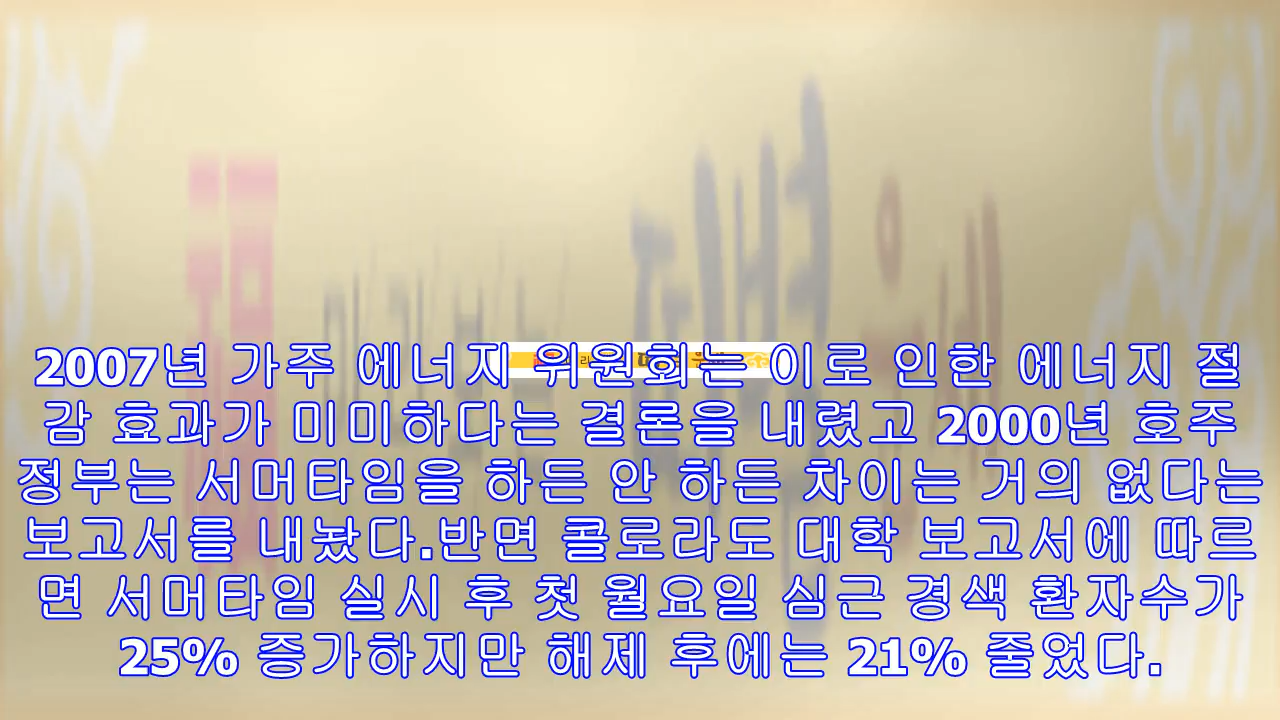 2007년 가주 에너지 위원회는 이로 인한 에너지 절
감 효과가 미미하다는 결론을 내렸고 2000년 호주
정부는 서머타임을 하든 안 하든 차이는 거의 없다는
보고서를 내놨다.반면 콜로라도 대학 보고서에 따르
면 서머타임 실시 후 첫 월요일 심근 경색 환자수가
25% 증가하지만 해제 후에는 21% 줄었다.